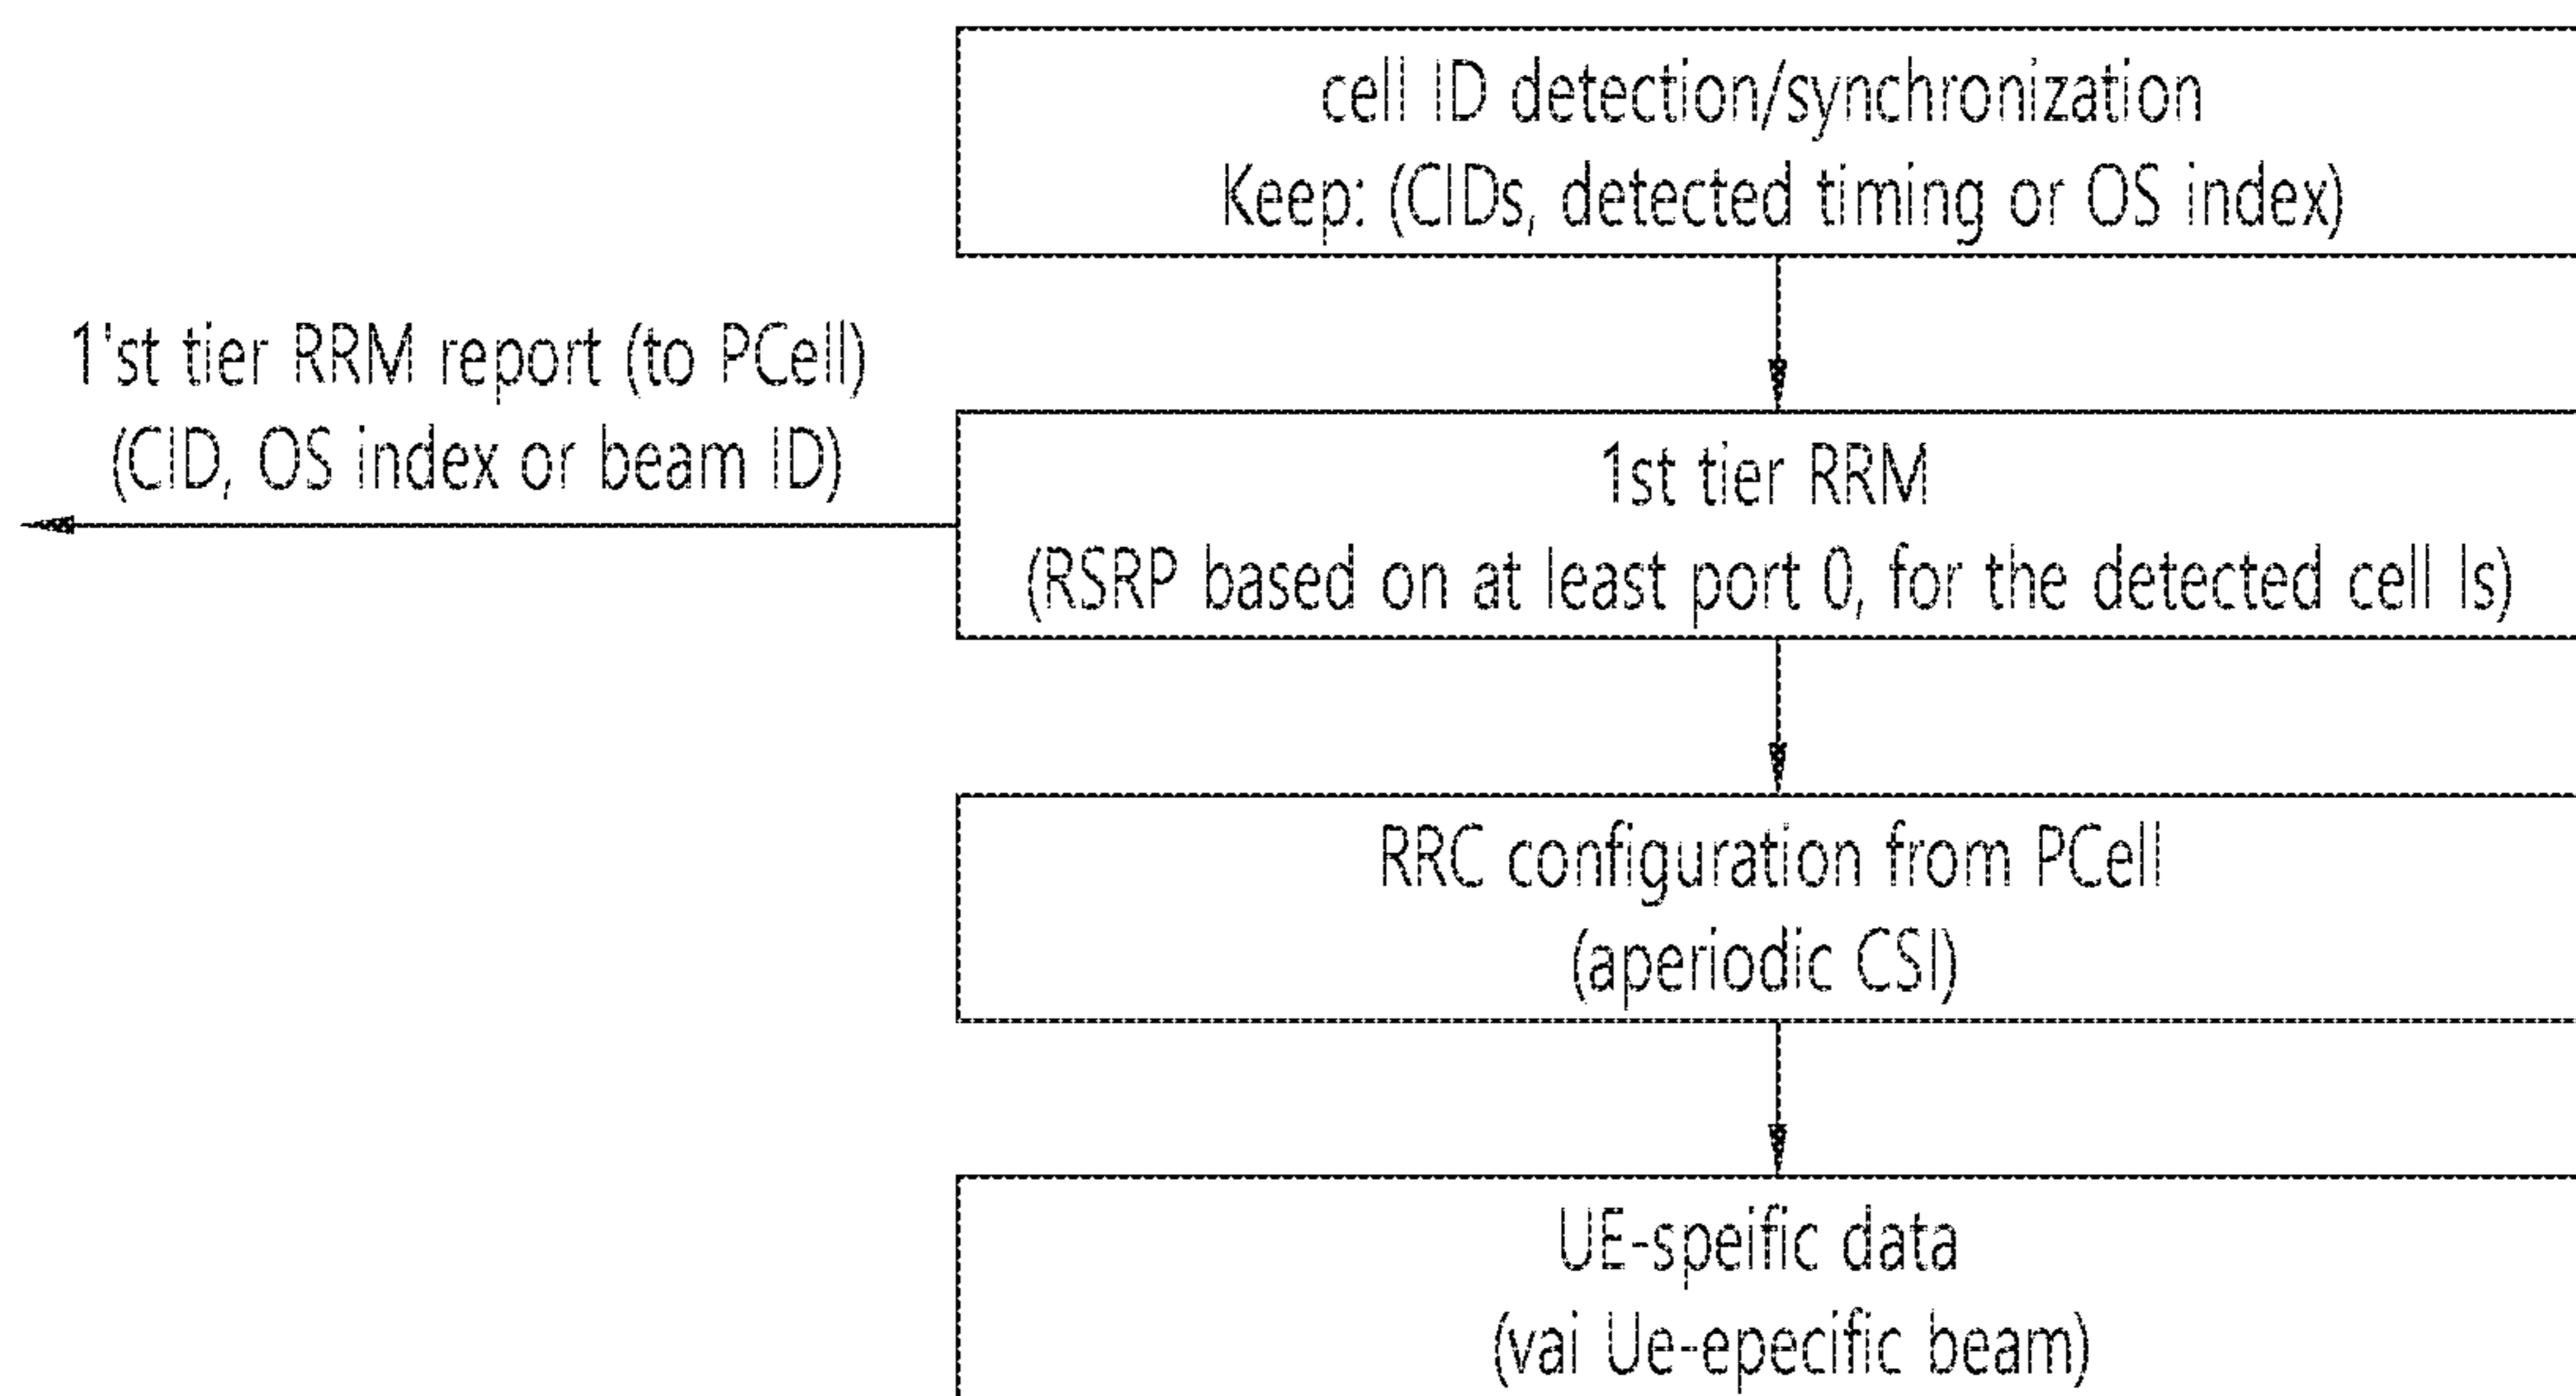 cell ID detection/synchronization
Keep: (CIDs, detected timing or OS index)
1'st tier RRM report (to PCell)
(CID, OS index or beam ID)
1st tier RRM
(RSRP based on at least port 0, for the detected cell Is)
RRC configuration from PCell
(aperiodic CSI)
UE-speific data
(vai Ue-epecific beam)